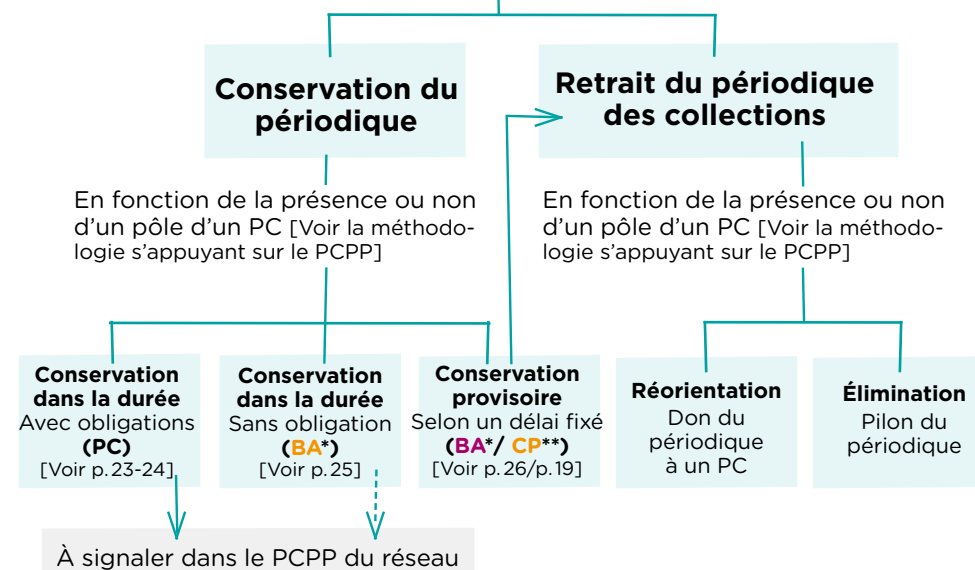 Conservation du
périodique
Retrait du périodique
des collections
En fonction de la présence ou non
d'un pôle d'un PC [Voir la méthodo-
logie s'appuyant sur le PCPP]
En fonction de la présence ou non
d'un pôle d'un PC [Voir la méthodo-
logie s'appuyant sur le PCPP]
Conservation
dans la durée
Avec obligations
(PC)
[Voir p. 23-24]
Conservation
dans la durée
Sans obligation
(BA*)
[Voir p. 25]
Conservation
provisoire
Selon un délai fixé
(BA*/ CP**)
[Voir p. 26/p. 19]
Réorientation
Don du
périodique
à un PC
Élimination
Pilon du
périodique
À signaler dans le PCPP du réseau